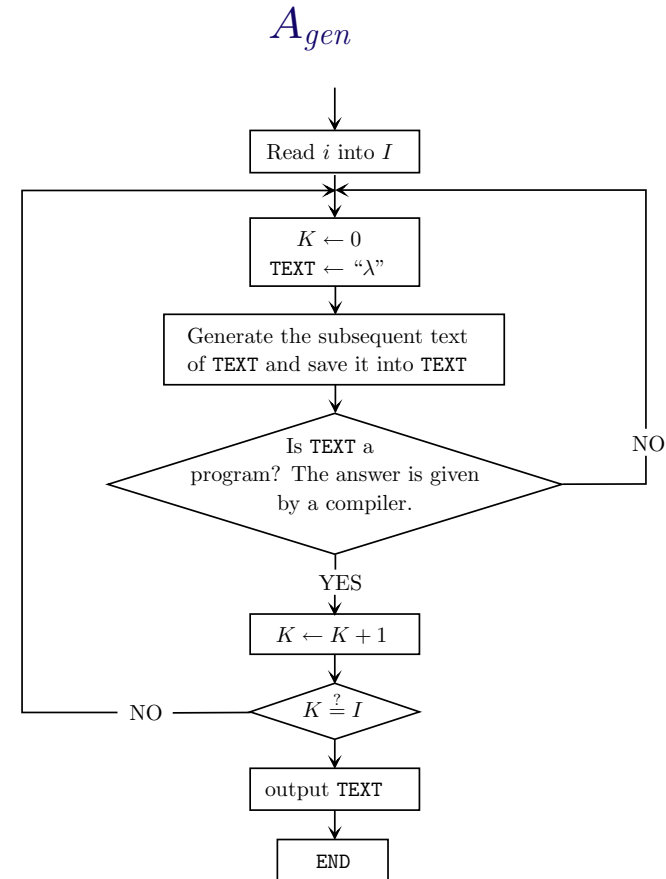 A_gen
Read i into I
K ← 0
TEXT ← “λ”
Generate the subsequent text
of TEXT and save it into TEXT
Is TEXT a
program? The answer is given
by a compiler.
NO
YES
K ← K + 1
K ≟ I
NO
output TEXT
END